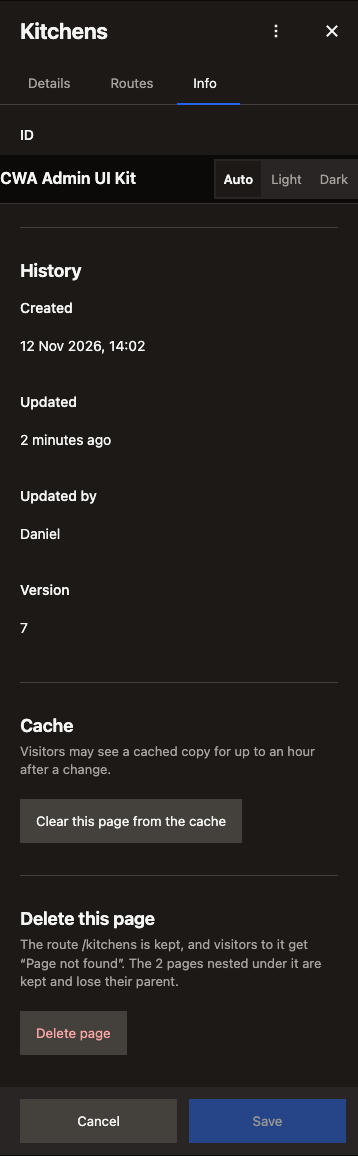 Kitchens
Details Routes Info
ID
CWA Admin UI Kit Auto Light Dark
History
Created
12 Nov 2026, 14:02
Updated
2 minutes ago
Updated by
Daniel
Version
7
Cache
Visitors may see a cached copy for up to an hour
after a change.
Clear this page from the cache
Delete this page
The route /kitchens is kept, and visitors to it get
“Page not found”. The 2 pages nested under it are
kept and lose their parent.
Delete page
Cancel Save